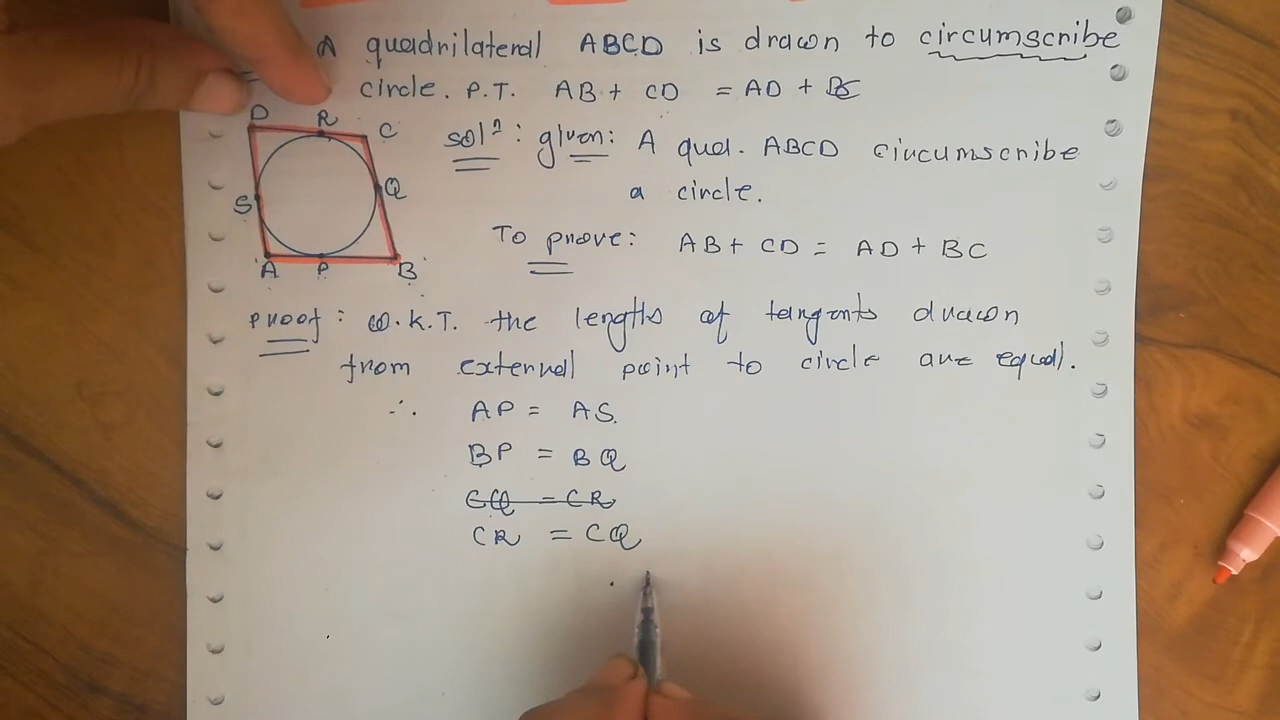 A quadrilateral ABCD is drawn to circumscribe
circle. P.T. AB + CD = AD + BC
D R C
sol⁠ⁿ : given: A qua. ABCD circumscribe
a circle.
S Q
To prove: AB + CD = AD + BC
A P B
proof : W.K.T. the lengths of tangents drawn
from external point to circle are equal.
∴ AP = AS.
BP = BQ
CQ = CR
CR = CQ